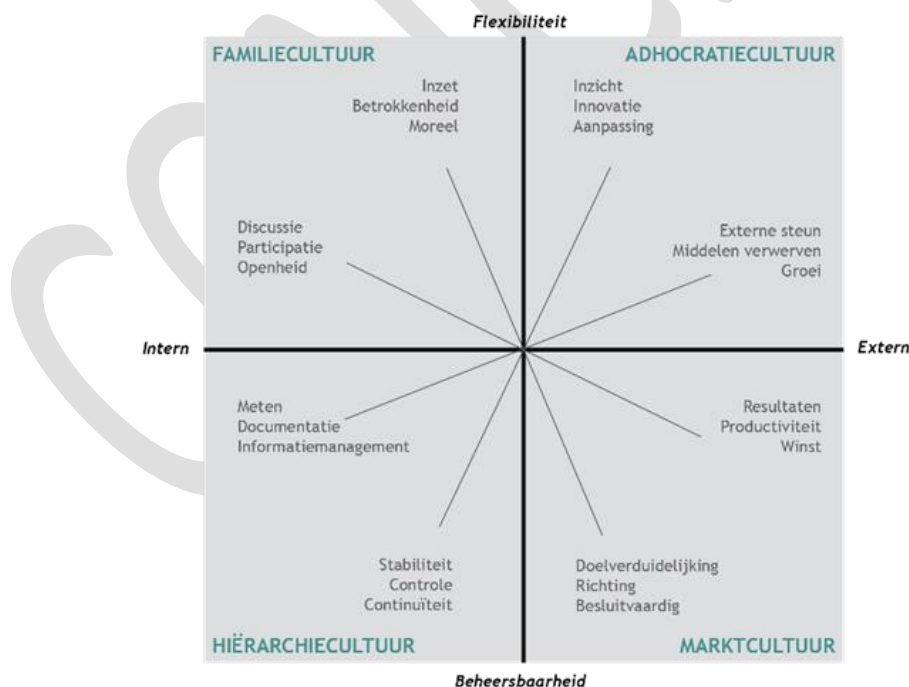 Flexibiliteit
FAMILIECULTUUR
ADHOCRATIECULTUUR
Inzet
Betrokkenheid
Moreel
Inzicht
Innovatie
Aanpassing
Discussie
Participatie
Openheid
Externe steun
Middelen verwerven
Groei
Intern
Extern
Meten
Documentatie
Informatiemanagement
Resultaten
Productiviteit
Winst
Stabiliteit
Controle
Continuïteit
Doelverduidelijking
Richting
Besluitvaardig
HIËRARCHIECULTUUR
MARKTCULTUUR
Beheersbaarheid